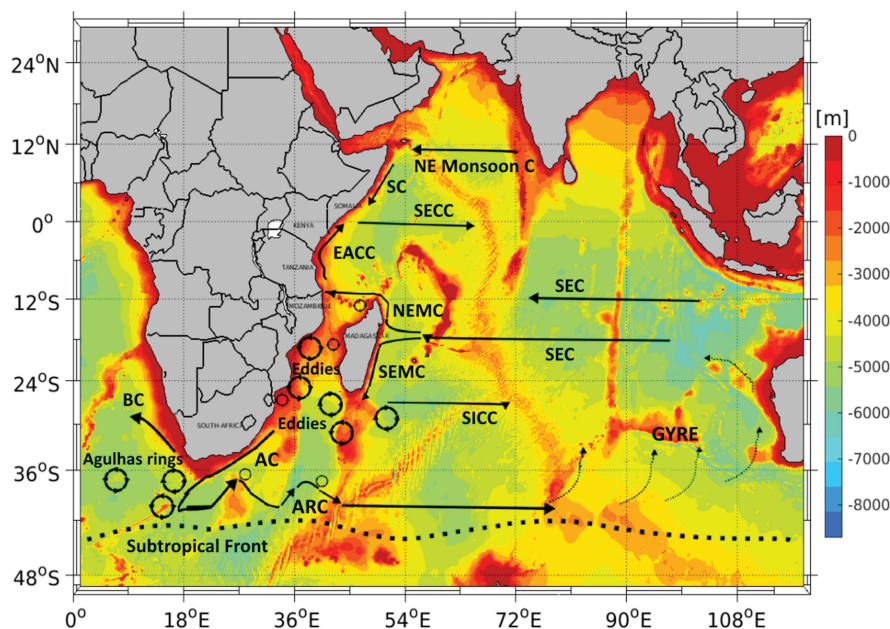 24°N
12°N
0°
12°S
24°S
36°S
48°S
0°
18°E
36°E
54°E
72°E
90°E
108°E
[m]
0
-1000
-2000
-3000
-4000
-5000
-6000
-7000
-8000
NE Monsoon C
SC
SOMALIA
SECC
KENYA
EACC
TANZANIA
SEC
MOZAMBIQUE
NEMC
MADAGASCAR
SEC
Eddies
SEMC
BC
SICC
Eddies
SOUTH-AFRICA
GYRE
Agulhas rings
AC
ARC
Subtropical Front